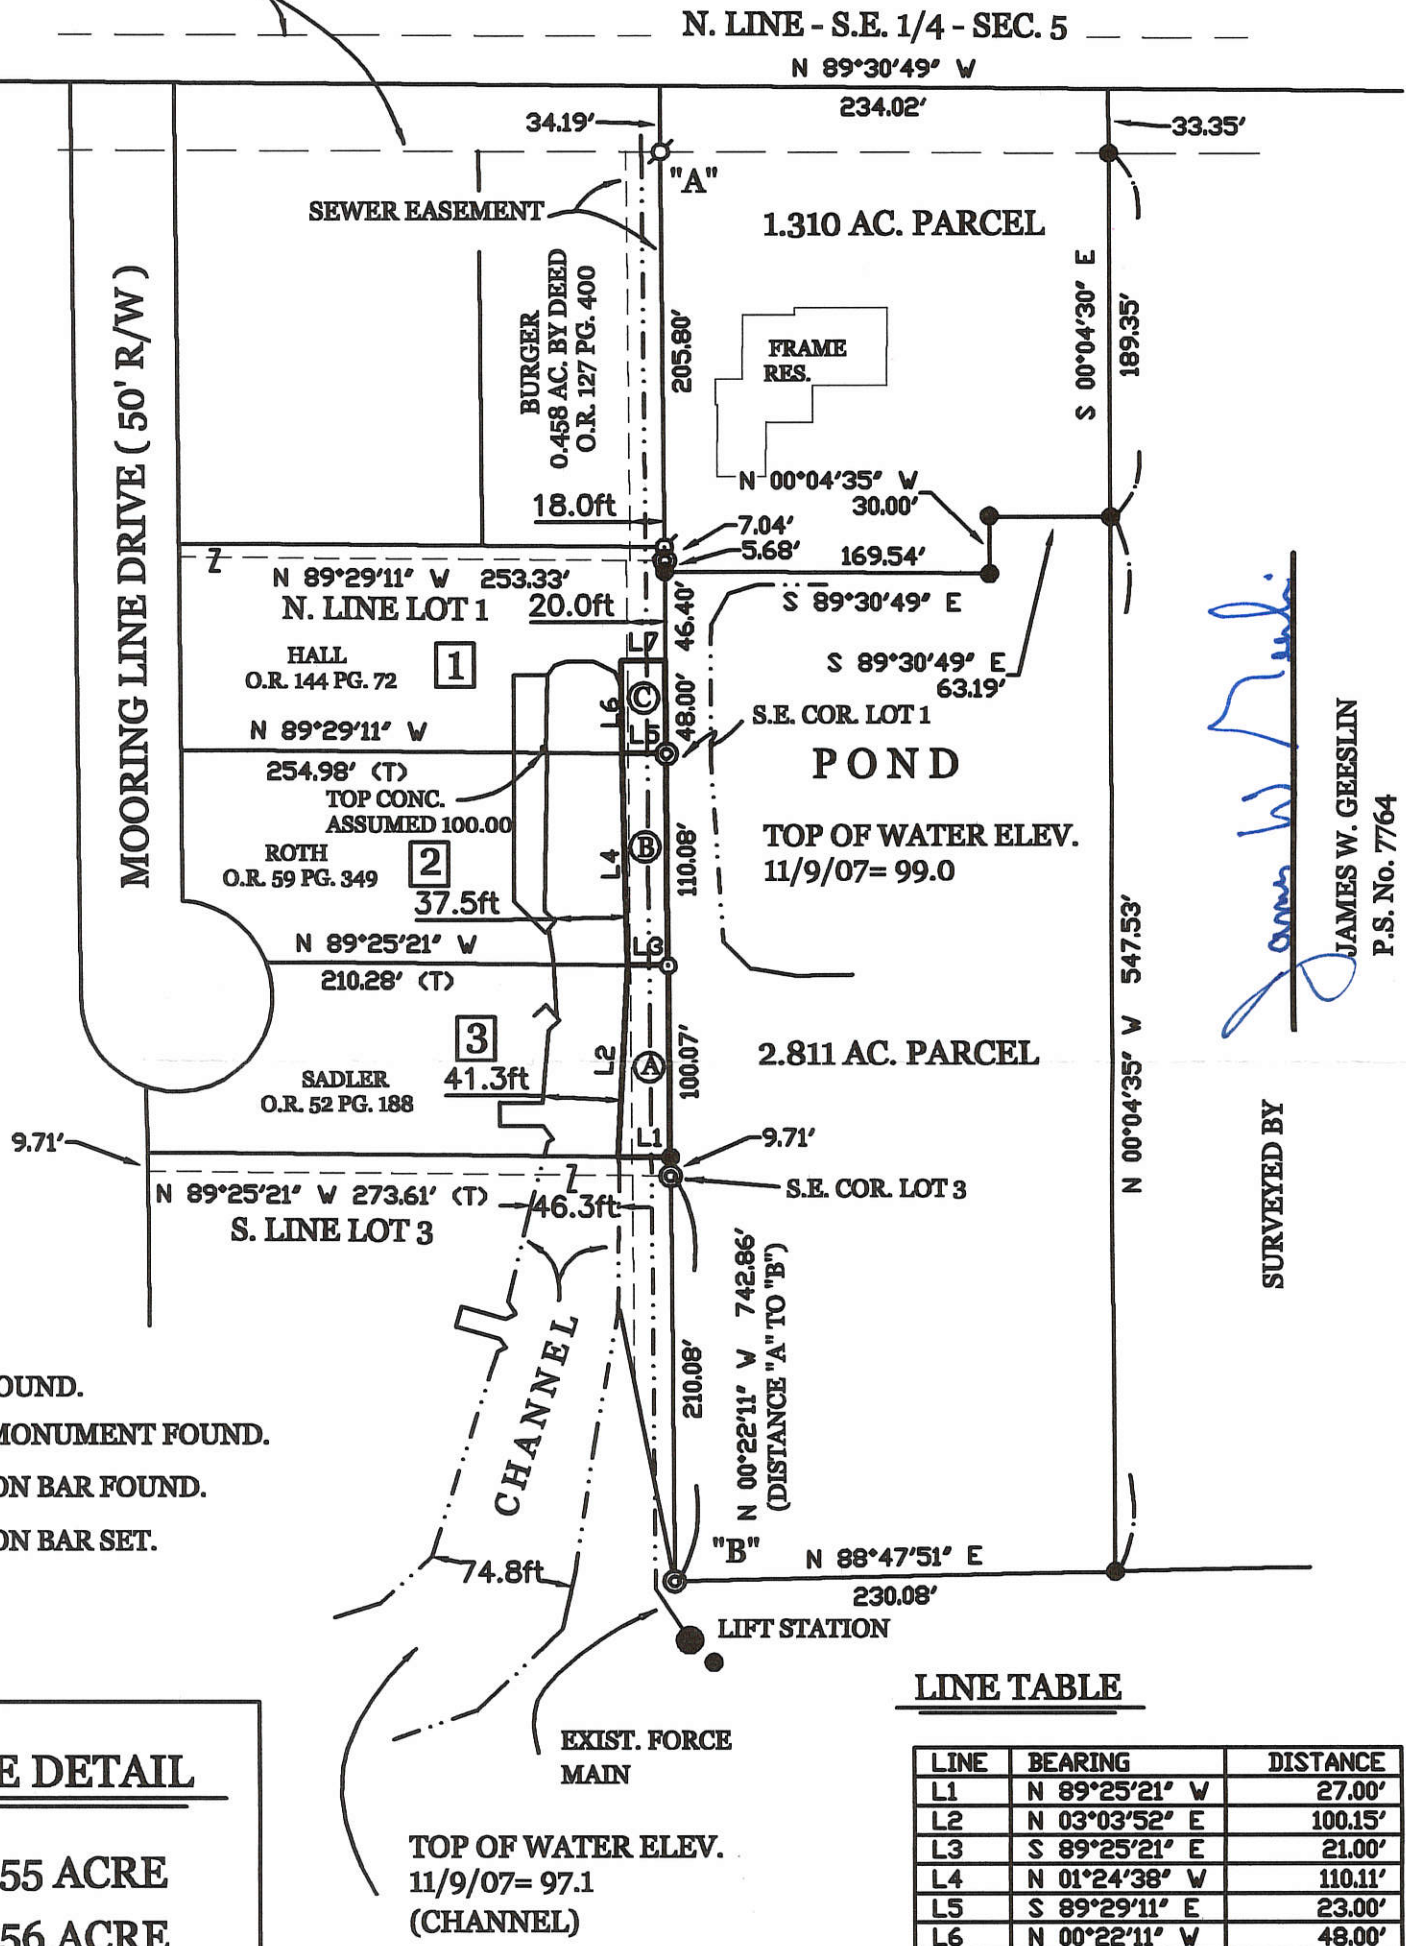 N. LINE - S.E. 1/4 - SEC. 5
N 89°30'49" W
234.02'
34.19'
33.35'
"A"
SEWER EASEMENT
1.310 AC. PARCEL
MOORING LINE DRIVE ( 50' R/W )
BURGER
0.458 AC. BY DEED
O.R. 127 PG. 400
205.80'
FRAME
RES.
S 00°04'30" E
189.35'
N 00°04'35" W
30.00'
18.0ft
7.04'
5.68'
169.54'
N 89°29'11" W 253.33'
N. LINE LOT 1
20.0ft
S 89°30'49" E
46.40'
L7
HALL
O.R. 144 PG. 72
1
S 89°30'49" E
63.19'
C
L6
48.00'
L5
S.E. COR. LOT 1
N 89°29'11" W
254.98' (T)
POND
TOP CONC.
ASSUMED 100.00
TOP OF WATER ELEV.
11/9/07= 99.0
ROTH
O.R. 59 PG. 349
2
B
L4
110.08'
37.5ft
N 89°25'21" W
210.28' (T)
L3
3
SADLER
O.R. 52 PG. 188
41.3ft
L2
A
100.07'
2.811 AC. PARCEL
N 00°04'35" W 547.53'
JAMES W. GEESLIN
P.S. No. 7764
SURVEYED BY
9.71'
L1
9.71'
S.E. COR. LOT 3
N 89°25'21" W 273.61' (T)
S. LINE LOT 3
46.3ft
CHANNEL
210.08'
N 00°22'11" W 742.86'
(DISTANCE "A" TO "B")
OUND.
MONUMENT FOUND.
ON BAR FOUND.
ON BAR SET.
74.8ft
"B"
N 88°47'51" E
230.08'
LIFT STATION
EXIST. FORCE
MAIN
TOP OF WATER ELEV.
11/9/07= 97.1
(CHANNEL)
E DETAIL
55 ACRE
56 ACRE
LINE TABLE
LINE BEARING DISTANCE
L1 N 89°25'21" W 27.00'
L2 N 03°03'52" E 100.15'
L3 S 89°25'21" E 21.00'
L4 N 01°24'38" W 110.11'
L5 S 89°29'11" E 23.00'
L6 N 00°22'11" W 48.00'